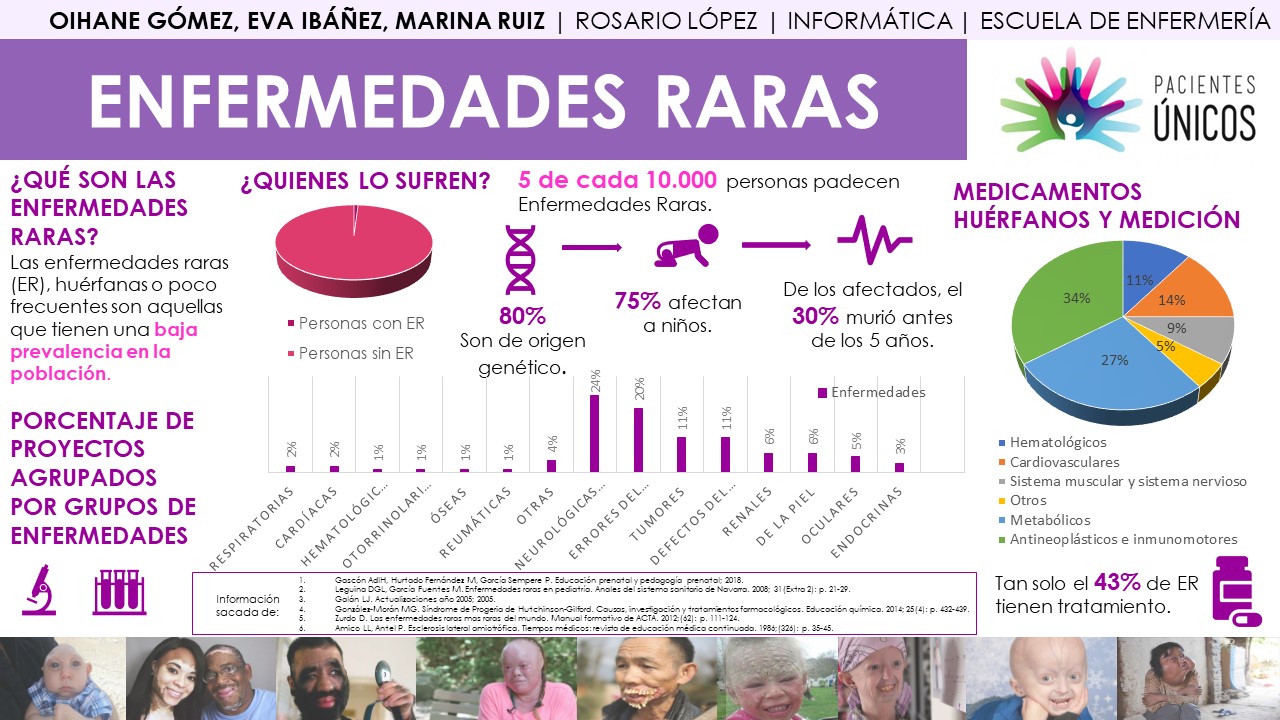 OIHANE GÓMEZ, EVA IBÁÑEZ, MARINA RUIZ | ROSARIO LÓPEZ | INFORMÁTICA | ESCUELA DE ENFERMERÍA
ENFERMEDADES RARAS
PACIENTES
ÚNICOS
¿QUÉ SON LAS
ENFERMEDADES
RARAS?
Las enfermedades raras
(ER), huérfanas o poco
frecuentes son aquellas
que tienen una baja
prevalencia en la
población.
¿QUIENES LO SUFREN?
Personas con ER
Personas sin ER
5 de cada 10.000 personas padecen
Enfermedades Raras.
80%
Son de origen
genético.
75% afectan
a niños.
De los afectados, el
30% murió antes
de los 5 años.
MEDICAMENTOS
HUÉRFANOS Y MEDICIÓN
11%
14%
9%
5%
27%
34%
Hematológicos
Cardiovasculares
Sistema muscular y sistema nervioso
Otros
Metabólicos
Antineoplásticos e inmunomotores
Tan solo el 43% de ER
tienen tratamiento.
PORCENTAJE DE
PROYECTOS
AGRUPADOS
POR GRUPOS DE
ENFERMEDADES
Enfermedades
2%
2%
1%
1%
1%
1%
4%
24%
20%
11%
11%
6%
6%
5%
3%
RESPIRATORIAS
CARDÍACAS
HEMATOLÓGIC…
OTORRINOLARI…
ÓSEAS
REUMÁTICAS
OTRAS
NEUROLÓGICAS…
ERRORES DEL…
TUMORES
DEFECTOS DEL…
RENALES
DE LA PIEL
OCULARES
ENDOCRINAS
Información
sacada de:
1. Gascón AdlH, Hurtado Fernández M, García Sempere P. Educación prenatal y pedagogía prenatal; 2018.
2. Leguina DGL, García Fuentes M. Enfermedades raras en pediatría. Anales del sistema sanitario de Navarra. 2008; 31(Extra 2): p. 21-29.
3. Galán LJ. Actualizaciones año 2005; 2005.
4. González-Morán MG. Síndrome de Progeria de Hutchinson-Gilford. Causas, investigación y tratamientos farmacológicos. Educación química. 2014; 25(4): p. 432-439.
5. Zurdo D. Las enfermedades raras mas raras del mundo. Manual formativo de ACTA. 2012;(62): p. 111-124.
6. Amico LL, Antel P. Esclerosis lateral amiotrófica. Tiempos médicos: revista de educación médica continuada. 1986;(326): p. 35-45.